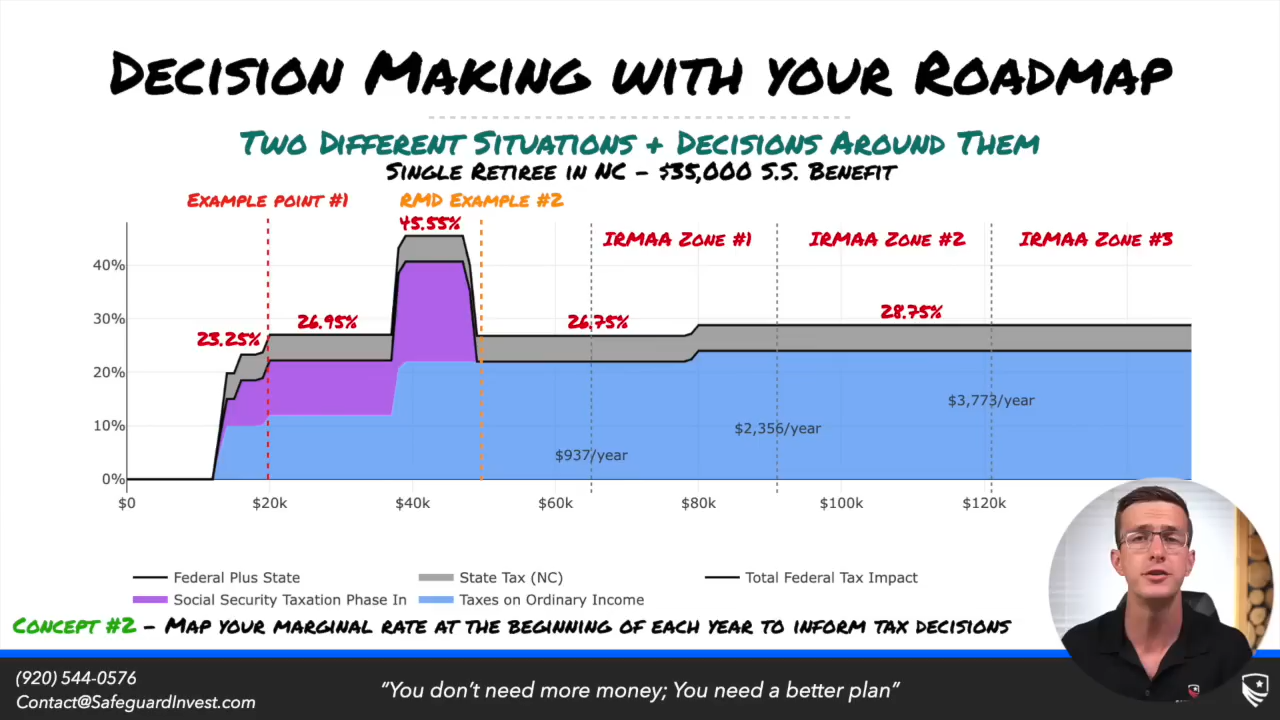 Decision Making with your Roadmap
Two Different Situations + Decisions Around Them
Single Retiree in NC - $35,000 S.S. Benefit
Example point #1
RMD Example #2
45.55%
IRMAA Zone #1
IRMAA Zone #2
IRMAA Zone #3
40%
30%
20%
10%
0%
23.25%
26.95%
26.75%
28.75%
$937/year
$2,356/year
$3,773/year
$0
$20k
$40k
$60k
$80k
$100k
$120k
Federal Plus State
State Tax (NC)
Total Federal Tax Impact
Social Security Taxation Phase In
Taxes on Ordinary Income
Concept #2 - Map your marginal rate at the beginning of each year to inform tax decisions
(920) 544-0576
Contact@SafeguardInvest.com
"You don't need more money; You need a better plan"